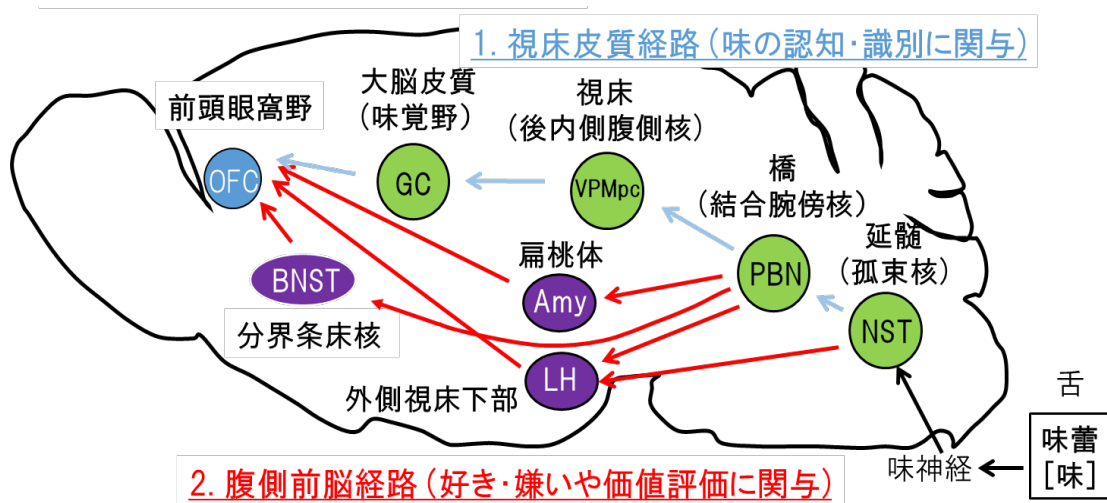 1. 視床皮質経路（味の認知・識別に関与）
大脳皮質
（味覚野）
視床
（後内側腹側核）
前頭眼窩野
橋
（結合腕傍核）
延髄
（孤束核）
OFC
GC
VPMpc
PBN
NST
扁桃体
Amy
BNST
分界条床核
LH
外側視床下部
舌
味蕾
[味]
味神経
2. 腹側前脳経路（好き・嫌いや価値評価に関与）